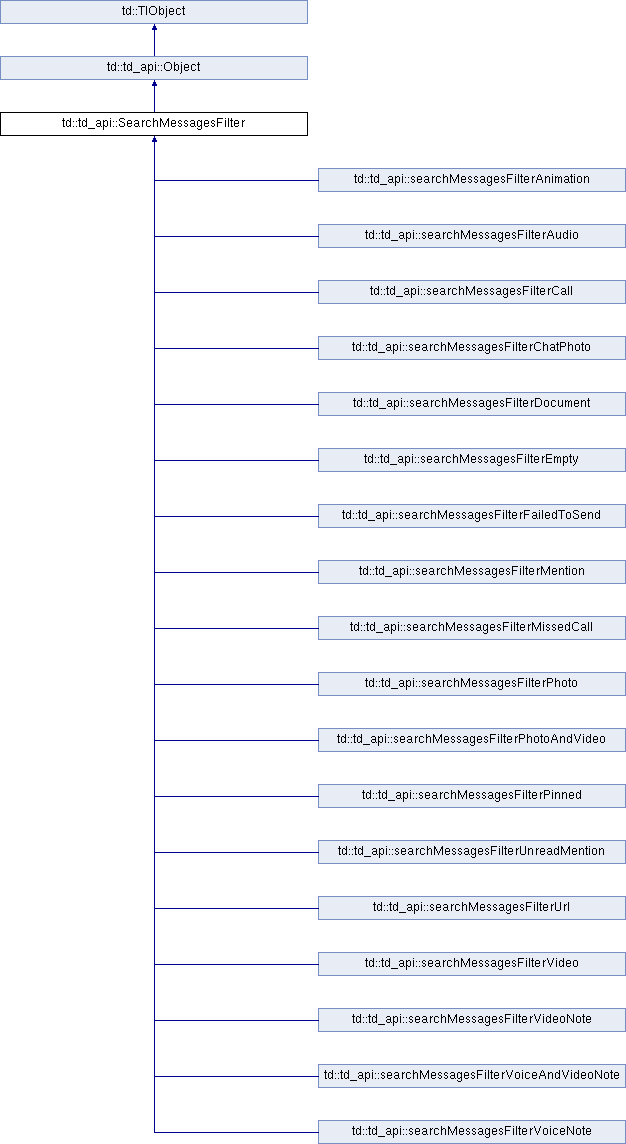 td::TlObject
td::td_api::Object
td::td_api::SearchMessagesFilter
td::td_api::searchMessagesFilterAnimation
td::td_api::searchMessagesFilterAudio
td::td_api::searchMessagesFilterCall
td::td_api::searchMessagesFilterChatPhoto
td::td_api::searchMessagesFilterDocument
td::td_api::searchMessagesFilterEmpty
td::td_api::searchMessagesFilterFailedToSend
td::td_api::searchMessagesFilterMention
td::td_api::searchMessagesFilterMissedCall
td::td_api::searchMessagesFilterPhoto
td::td_api::searchMessagesFilterPhotoAndVideo
td::td_api::searchMessagesFilterPinned
td::td_api::searchMessagesFilterUnreadMention
td::td_api::searchMessagesFilterUrl
td::td_api::searchMessagesFilterVideo
td::td_api::searchMessagesFilterVideoNote
td::td_api::searchMessagesFilterVoiceAndVideoNote
td::td_api::searchMessagesFilterVoiceNote